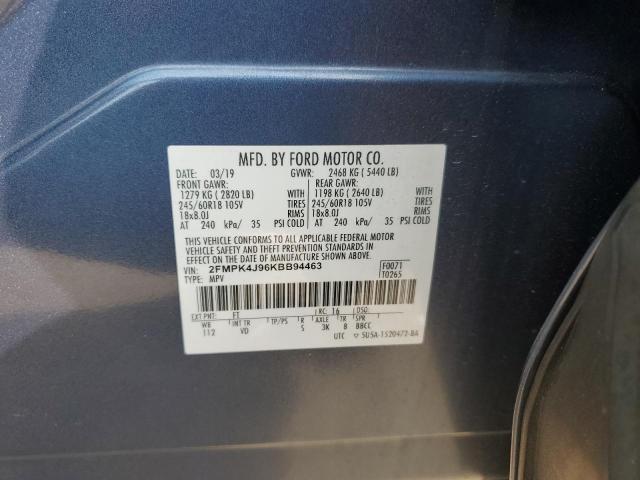 MFD. BY FORD MOTOR CO.
DATE: 03/19 GVWR: 2468 KG ( 5440 LB)
FRONT GAWR: REAR GAWR:
1279 KG ( 2820 LB) WITH 1198 KG ( 2640 LB) WITH
245/60R18 105V TIRES 245/60R18 105V TIRES
18x8.0J RIMS 18x8.0J RIMS
AT 240 kPa/ 35 PSI COLD AT 240 kPa/ 35 PSI COLD
THIS VEHICLE CONFORMS TO ALL APPLICABLE FEDERAL MOTOR
VEHICLE SAFETY AND THEFT PREVENTION STANDARDS IN EFFECT ON
THE DATE OF MANUFACTURE SHOWN ABOVE.
VIN: 2FMPK4J96KBB94463 F0071
TYPE: MPV T0265
EXT PNT: FT RC: 16 DSO:
WB INT TR TP/PS R AXLE TR SPR
112 VD 5 3K 8 BBCC
UTC ▽ 5U5A-1520472-BA